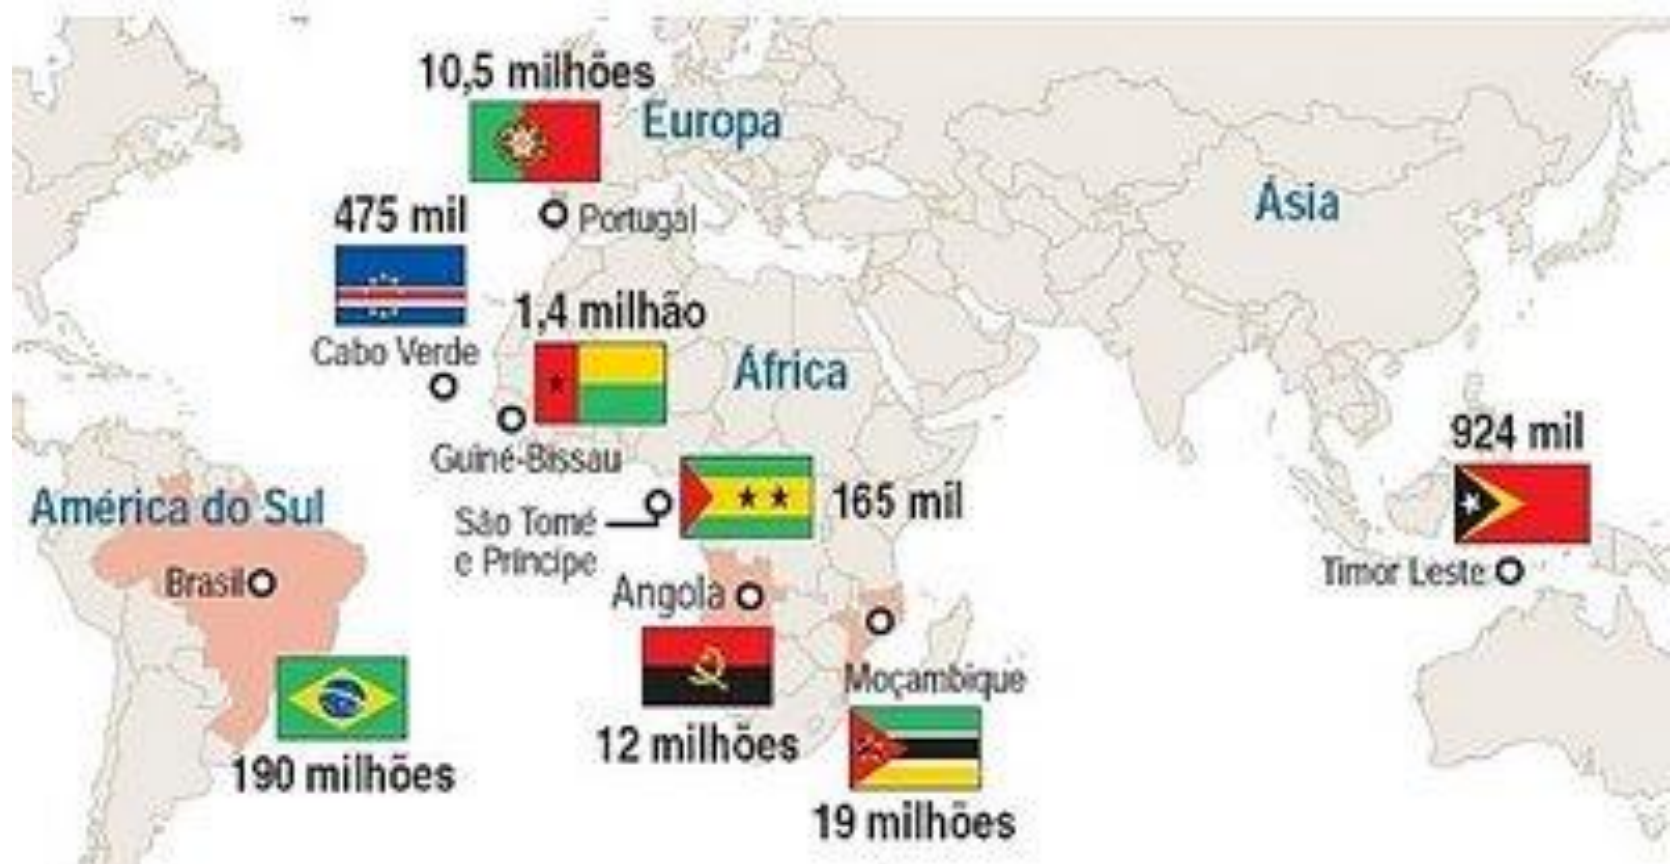 10,5 milhões
Europa
Portugal
Ásia
475 mil
Cabo Verde
1,4 milhão
África
Guiné-Bissau
924 mil
Timor Leste
América do Sul
Brasil
190 milhões
São Tomé
e Príncipe
165 mil
Angola
12 milhões
Moçambique
19 milhões